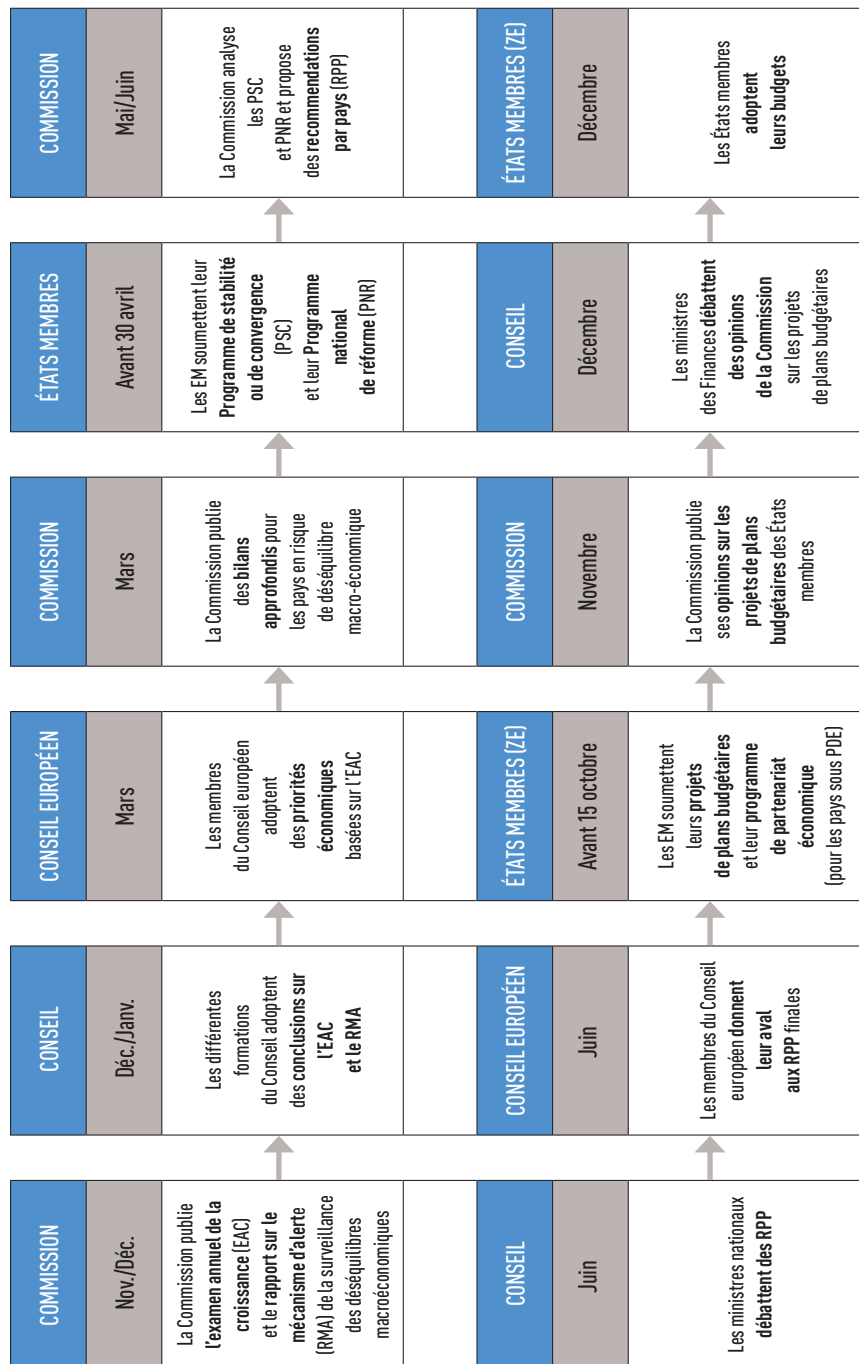 COMMISSION
Nov./Déc.
La Commission publie
l'examen annuel de la
croissance (EAC)
et le rapport sur le
mécanisme d'alerte
(RMA) de la surveillance
des déséquilibres
macroéconomiques
CONSEIL
Déc./Janv.
Les différentes
formations
du Conseil adoptent
des conclusions sur
l'EAC
et le RMA
CONSEIL EUROPÉEN
Mars
Les membres
du Conseil européen
adoptent
des priorités
économiques
basées sur l'EAC
COMMISSION
Mars
La Commission publie
des bilans
approfondis pour
les pays en risque
de déséquilibre
macro-économique
ÉTATS MEMBRES
Avant 30 avril
Les EM soumettent leur
Programme de stabilité
ou de convergence
(PSC)
et leur Programme
national
de réforme (PNR)
COMMISSION
Mai/Juin
La Commission analyse
les PSC
et PNR et propose
des recommendations
par pays (RPP)
CONSEIL
Juin
Les ministres nationaux
débattent des RPP
CONSEIL EUROPÉEN
Juin
Les membres du Conseil
européen donnent
leur aval
aux RPP finales
ÉTATS MEMBRES (ZE)
Avant 15 octobre
Les EM soumettent
leurs projets
de plans budgétaires
et leur programme
de partenariat
économique
(pour les pays sous PDE)
COMMISSION
Novembre
La Commission publie
ses opinions sur les
projets de plans
budgétaires des États
membres
CONSEIL
Décembre
Les ministres
des Finances débattent
des opinions
de la Commission
sur les projets
de plans budgétaires
ÉTATS MEMBRES (ZE)
Décembre
Les États membres
adoptent
leurs budgets